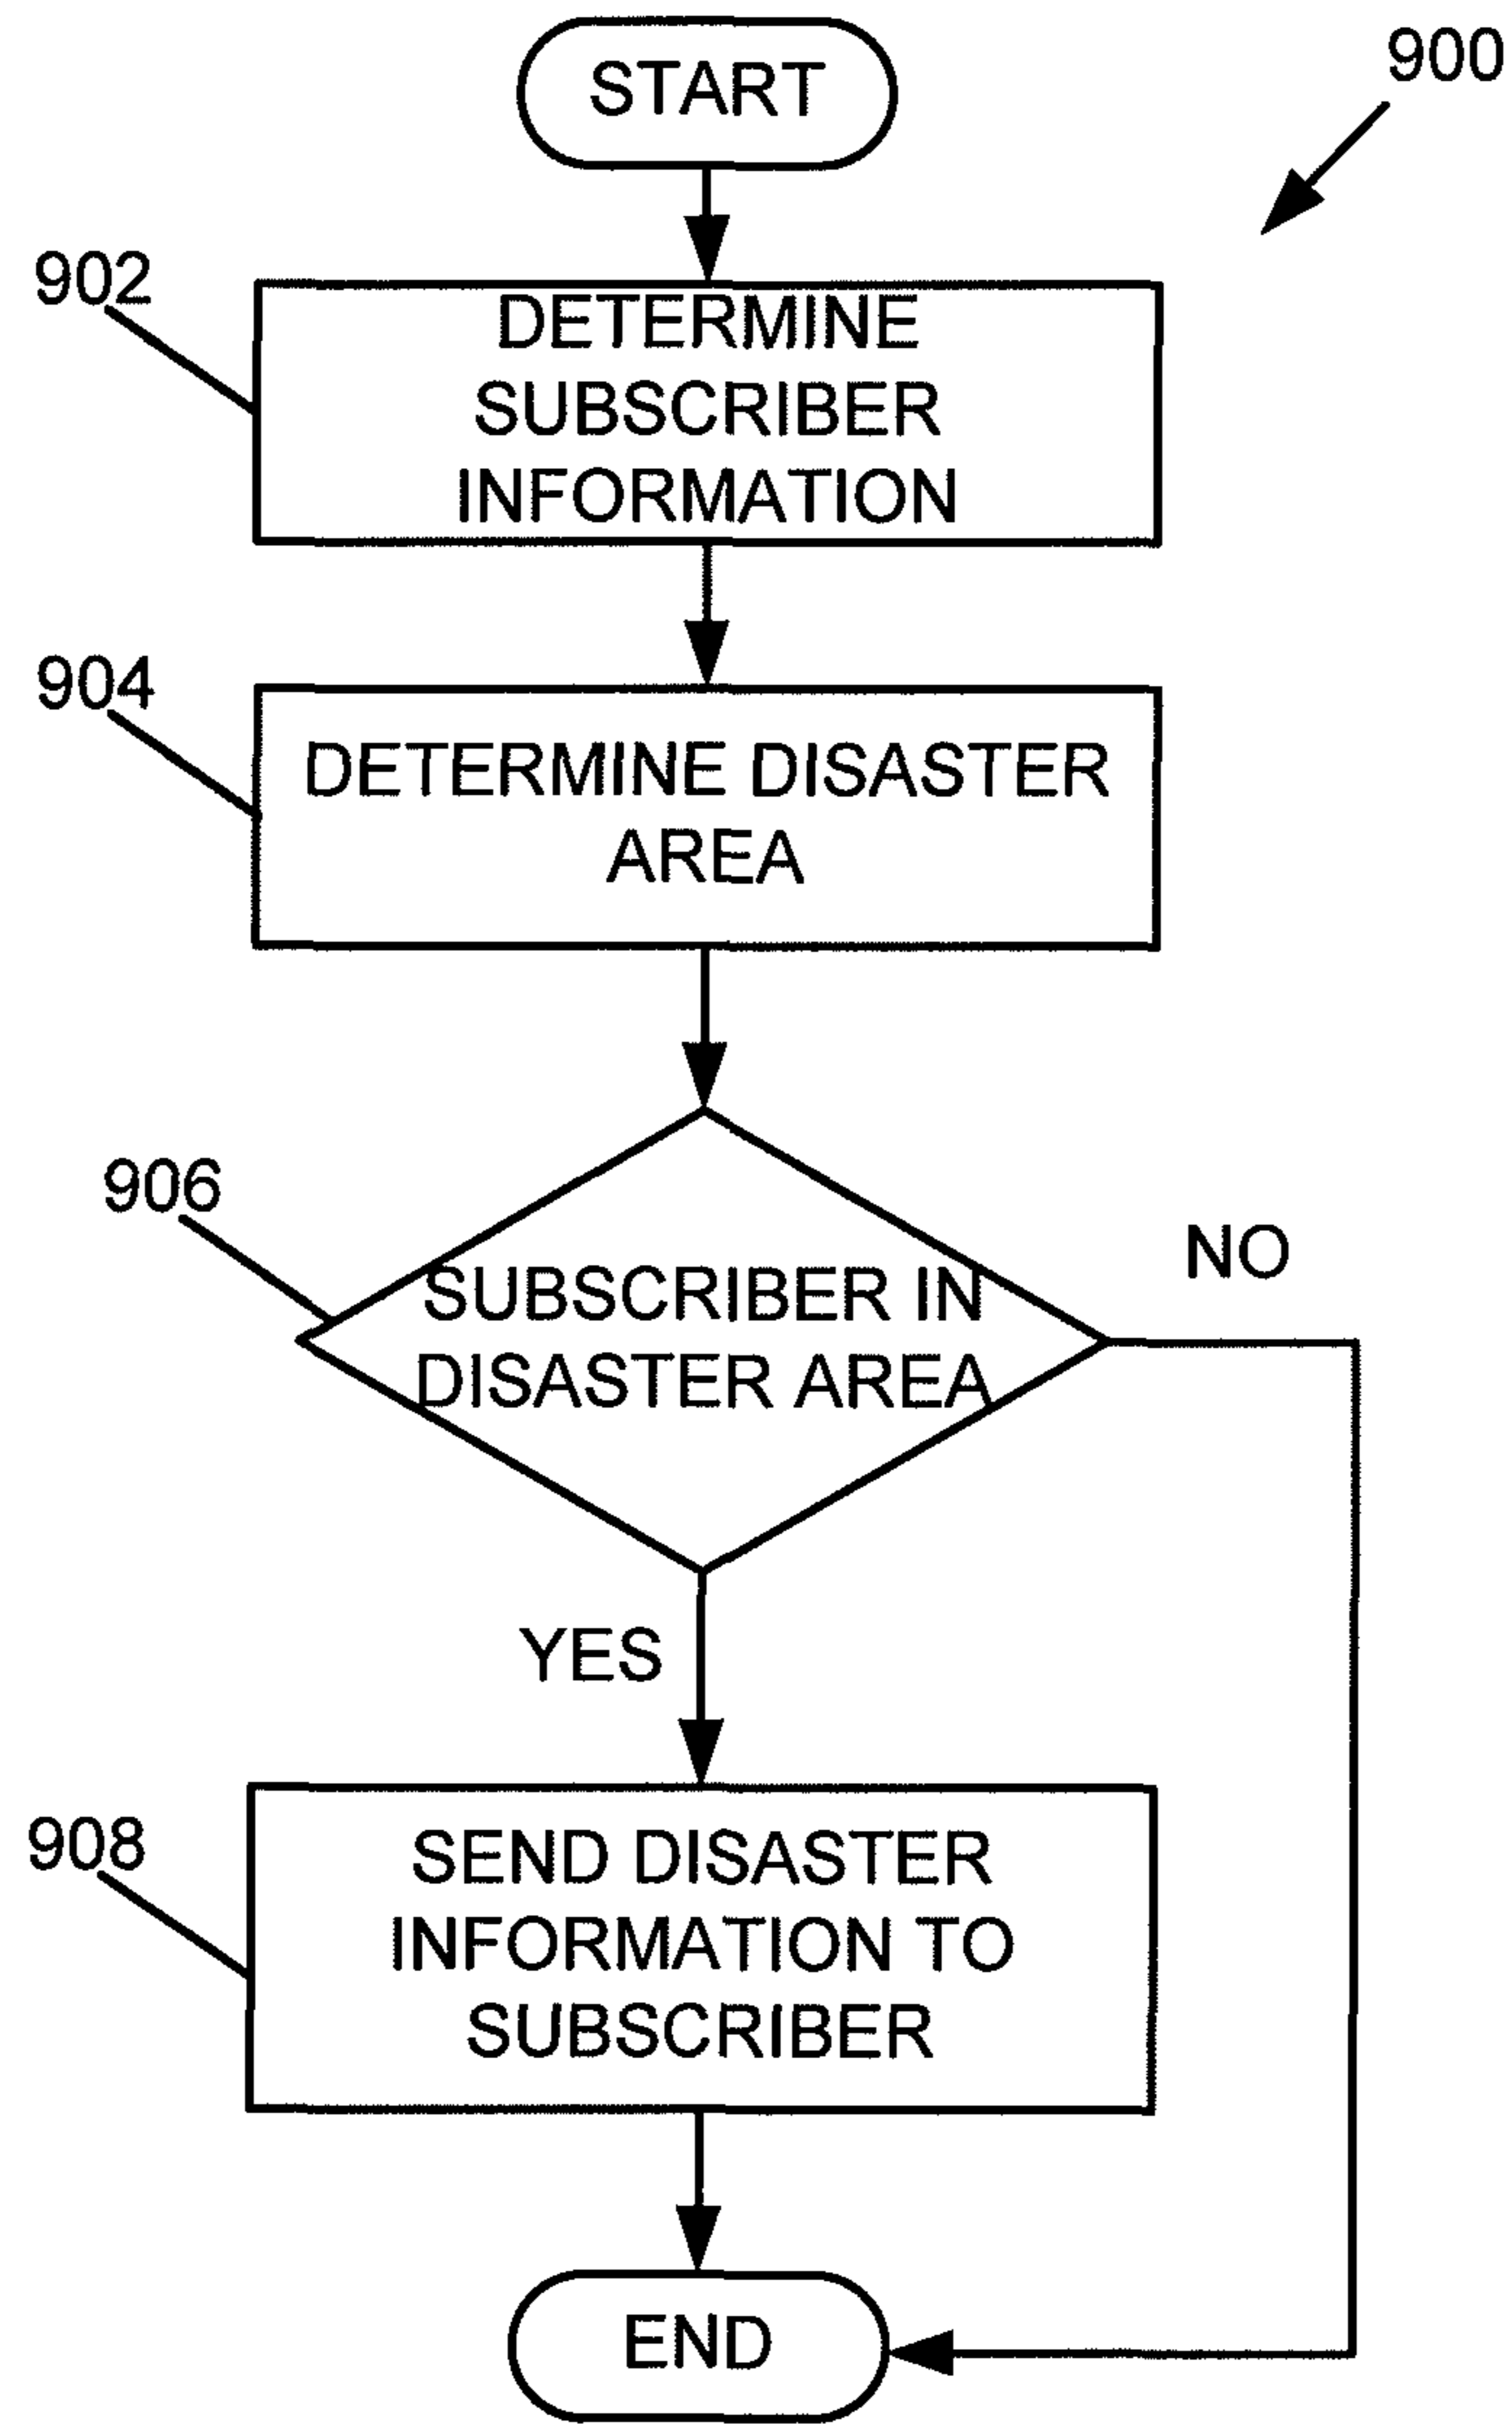 START
900
902
DETERMINE
SUBSCRIBER
INFORMATION
904
DETERMINE DISASTER
AREA
906
SUBSCRIBER IN
DISASTER AREA
NO
YES
908
SEND DISASTER
INFORMATION TO
SUBSCRIBER
END